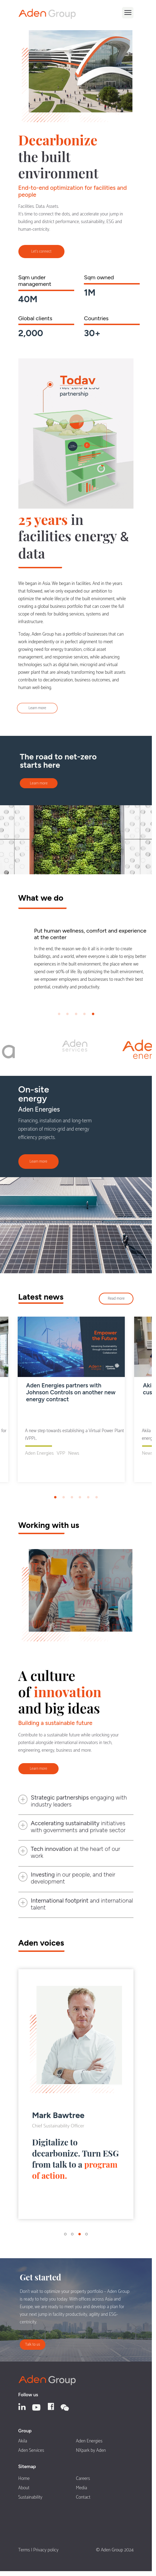 Aden Group
Decarbonize
the built
environment
End-to-end optimization for facilities and
people
Facilities. Data. Assets.
It's time to connect the dots, and accelerate your jump in
building and district performance, sustainability, ESG and
human centricity.
Let's connect
Sqm under
management
40M
Sqm owned
1M
Global clients
2,000
Countries
30+
Today
partnership
25 years in
facilities energy &
data
We began in Asia. We began in facilities. And in the years
that followed, we've only expanded our ambition to
optimize the whole lifecycle of the built environment, while
creating a global business portfolio that can cover the full
scope of needs for building services, systems and
infrastructure.
Today, Aden Group has a portfolio of businesses that can
work independently or in perfect alignment to meet
growing need for energy transition, critical asset
management, and responsive services, while advancing
technologies such as digital twin, microgrid and virtual
power plant that are already transforming how built assets
contribute to decarbonization, business outcomes, and
human well-being.
Learn more
The road to net-zero
starts here
Learn more
What we do
Put human wellness, comfort and experience
at the center
In the end, the reason we do it all is in order to create
buildings, and a world, where everyone is able to enjoy better
experiences in the built environment, the place where we
spend over 90% of life. By optimizing the built environment,
we empower employees and businesses to reach their best
output, creativity, and productivity.
a
Aden
SERVICES
Aden
ener
On-site
energy
Aden Energies
Financing, installation and long-term
operation of micro-grid and energy
efficiency projects.
Learn more
Latest news
Read more
Empower
the Future
Aden Energies partners with
Johnson Controls on another new
energy contract
A new step towards establishing a Virtual Power Plant
(VPP).
Aden Energies VPP News
for
Aki
cus
Akila
energ
News
Working with us
A culture
of innovation
and big ideas
Building a sustainable future
Contribute to a sustainable future while unlocking your
potential alongside international innovators in tech,
engineering, energy, business and more.
Learn more
Strategic partnerships engaging with
industry leaders
Accelerating sustainability initiatives
with governments and private sector
Tech innovation at the heart of our
work
Investing in our people, and their
development
International footprint and international
talent
Aden voices
Mark Bawtree
Chief Sustainability Officer
Digitalize to
decarbonize. Turn ESG
from talk to a program
of action.
Get started
Don't wait to optimize your property portfolio - Aden Group
is ready to help you today. With offices across Asia and
Europe, we are ready to meet you and develop a plan for
your next jump in facility productivity, agility and ESG-
centricity.
Talk to us
Aden Group
Follow us
Group
Akila
Aden Energies
Aden Services
NXpark by Aden
Sitemap
Home
Careers
About
Media
Sustainability
Contact
Terms | Privacy policy
© Aden Group 2024